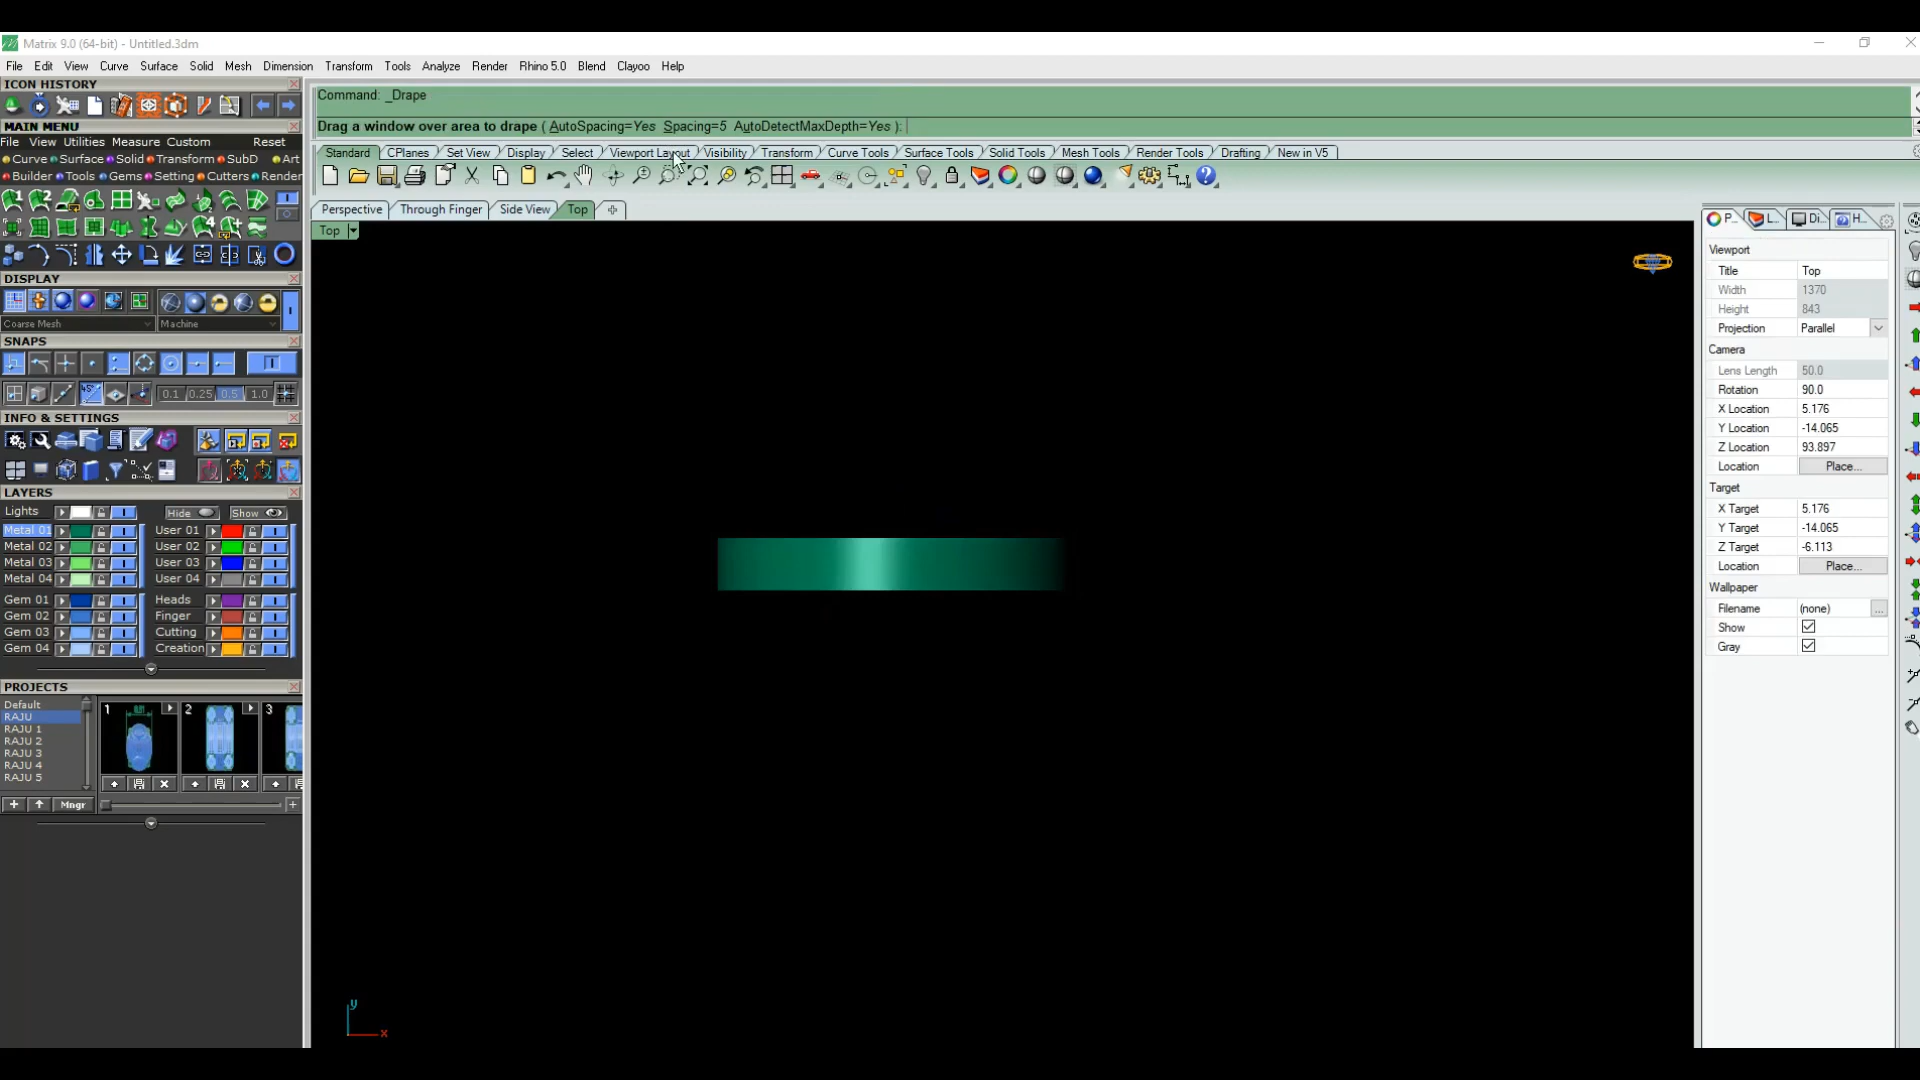 Matrix 9.0 (64-bit) - Untitled.3dm
File Edit View Curve Surface Solid Mesh Dimension Transform Tools Analyze Render Rhino 5.0 Blend Clayoo Help
ICON HISTORY
Command: _Drape
MAIN MENU
Drag a window over area to drape ( AutoSpacing=Yes Spacing=5 AutoDetectMaxDepth=Yes ):
File View Utilities Measure Custom Reset
Standard CPlanes Set View Display Select Viewport Layout Visibility Transform Curve Tools Surface Tools Solid Tools Mesh Tools Render Tools Drafting New in V5
Curve Surface Solid Transform SubD Art
Builder Tools Gems Setting Cutters Render
Perspective Through Finger Side View Top
Top
P... L... Di... H...
Viewport
Title Top
Width 1370
Height 843
Projection Parallel
Camera
Lens Length 50.0
Rotation 90.0
X Location 5.176
Y Location -14.065
Z Location 93.897
Location Place...
Target
X Target 5.176
Y Target -14.065
Z Target -6.113
Location Place...
Wallpaper
Filename (none) ...
Show
Gray
DISPLAY
Coarse Mesh Machine
SNAPS
45°
0.1 0.25 0.5 1.0
INFO & SETTINGS
LAYERS
Lights Hide Show
Metal 01 User 01
Metal 02 User 02
Metal 03 User 03
Metal 04 User 04
Gem 01 Heads
Gem 02 Finger
Gem 03 Cutting
Gem 04 Creation
PROJECTS
Default
RAJU
RAJU 1
RAJU 2
RAJU 3
RAJU 4
RAJU 5
1 2 3
Mngr
y
x